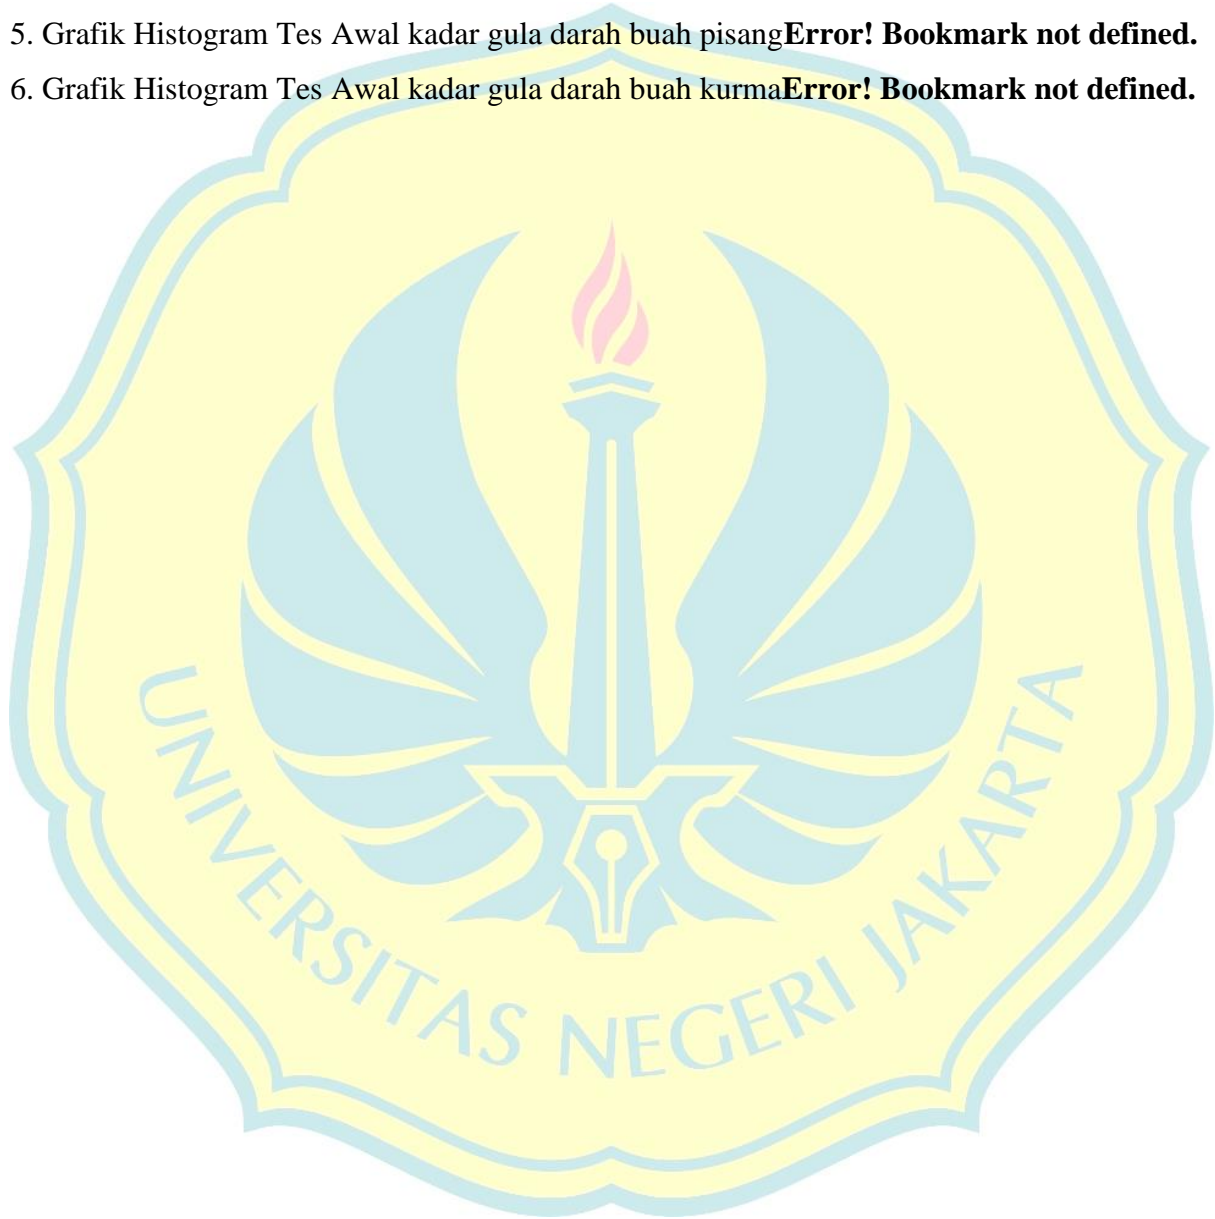 5. Grafik Histogram Tes Awal kadar gula darah buah pisangError! Bookmark not defined.
6. Grafik Histogram Tes Awal kadar gula darah buah kurmaError! Bookmark not defined.
UNIVERSITAS NEGERI JAKARTA